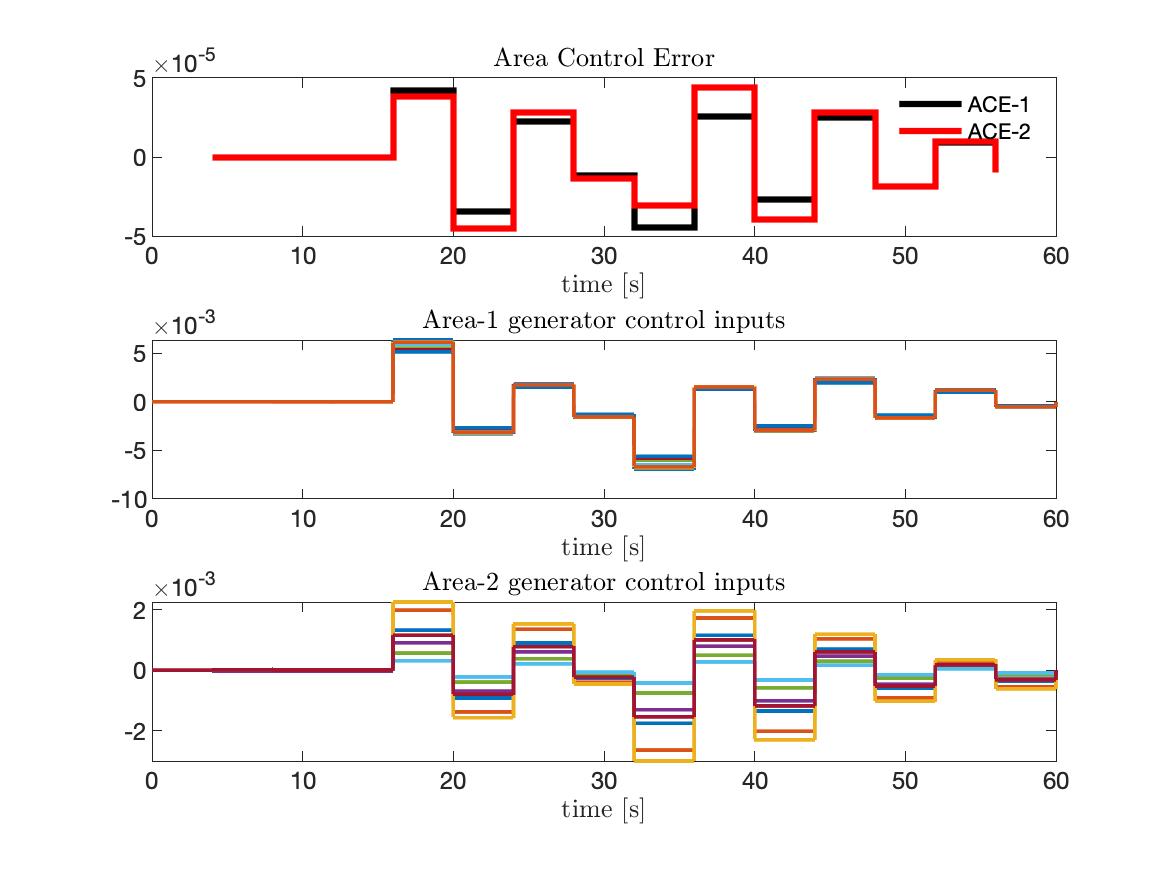 Area Control Error
×10-5
5
0
-5
ACE-1
ACE-2
0 10 20 30 40 50 60
time [s]
Area-1 generator control inputs
×10-3
5
0
-5
-10
0 10 20 30 40 50 60
time [s]
Area-2 generator control inputs
×10-3
2
0
-2
0 10 20 30 40 50 60
time [s]